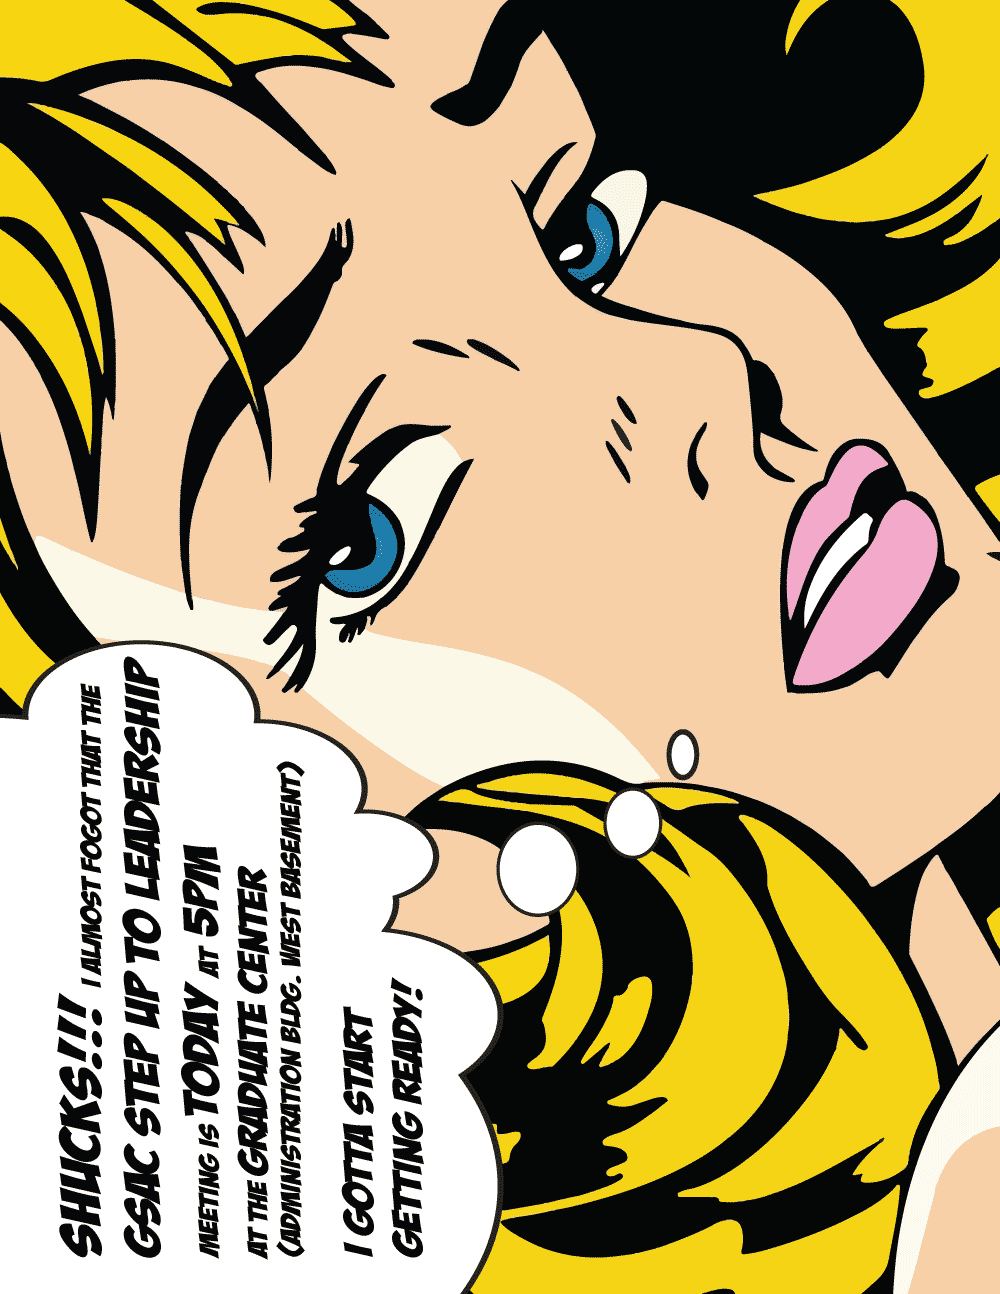 SHUCKS!!! I ALMOST FOGOT THAT THE
GSAC STEP UP TO LEADERSHIP
MEETING IS TODAY AT 5PM
AT THE GRADUATE CENTER
(ADMINISTRATION BLDG. WEST BASEMENT)
I GOTTA START
GETTING READY!